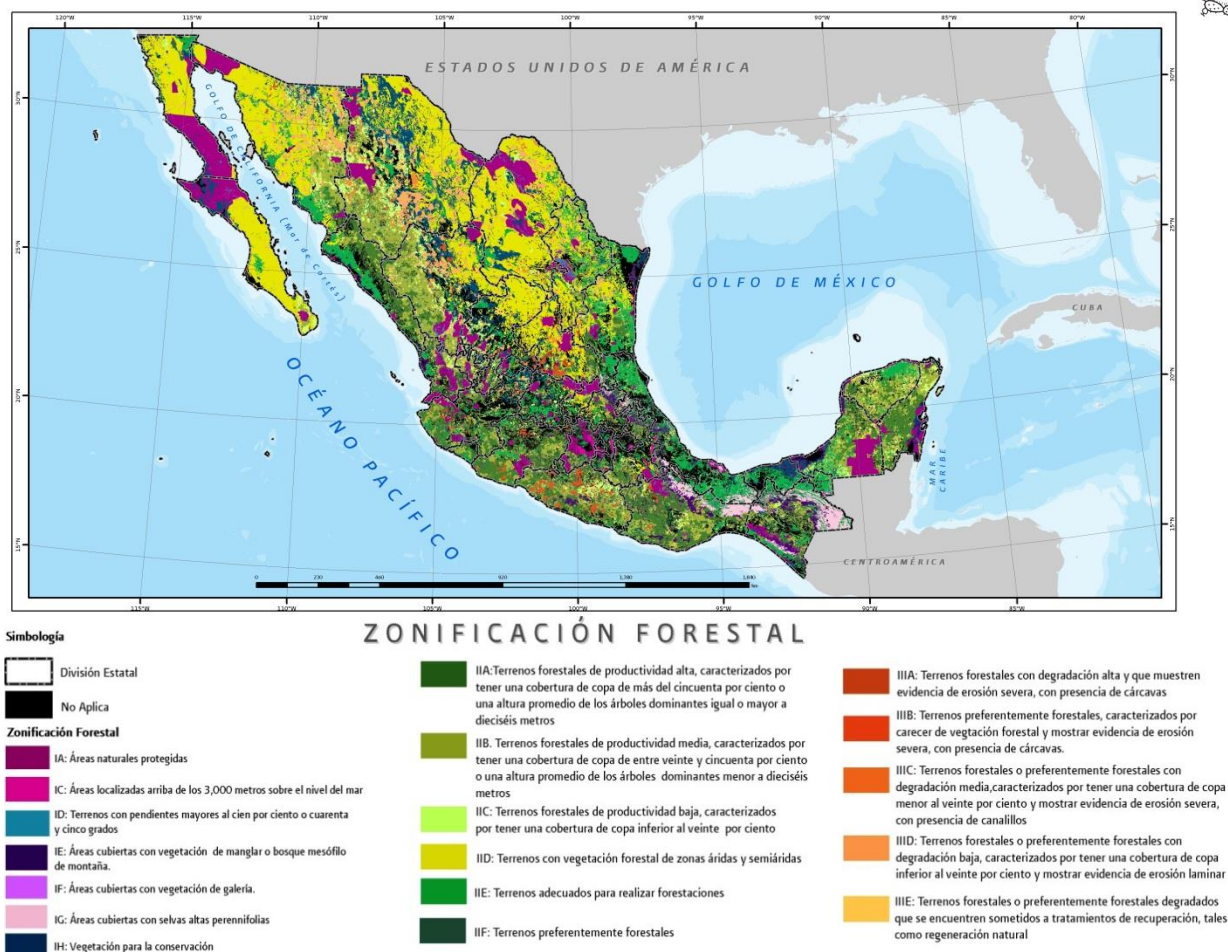 120°W 115°W 110°W 105°W 100°W 95°W 90°W 85°W 80°W
ESTADOS UNIDOS DE AMÉRICA
30°N 30°N
GOLFO DE CALIFORNIA (Mar de Cortés)
25°N 25°N
GOLFO DE MÉXICO
CUBA
20°N 20°N
OCÉANO PACÍFICO
MAR CARIBE
15°N 15°N
CENTROAMÉRICA
0 230 460 920 1,380 1,840
Km
115°W 110°W 105°W 100°W 95°W 90°W 85°W
ZONIFICACIÓN FORESTAL
Simbología
División Estatal
No Aplica
Zonificación Forestal
IA: Áreas naturales protegidas
IC: Áreas localizadas arriba de los 3,000 metros sobre el nivel del mar
ID: Terrenos con pendientes mayores al cien por ciento o cuarenta
y cinco grados
IE: Áreas cubiertas con vegetación de manglar o bosque mesófilo
de montaña.
IF: Áreas cubiertas con vegetación de galería.
IG: Áreas cubiertas con selvas altas perennifolias
IH: Vegetación para la conservación
IIA:Terrenos forestales de productividad alta, caracterizados por
tener una cobertura de copa de más del cincuenta por ciento o
una altura promedio de los árboles dominantes igual o mayor a
dieciséis metros
IIB. Terrenos forestales de productividad media, caracterizados por
tener una cobertura de copa de entre veinte y cincuenta por ciento
o una altura promedio de los árboles dominantes menor a dieciséis
metros
IIC: Terrenos forestales de productividad baja, caracterizados
por tener una cobertura de copa inferior al veinte por ciento
IID: Terrenos con vegetación forestal de zonas áridas y semiáridas
IIE: Terrenos adecuados para realizar forestaciones
IIF: Terrenos preferentemente forestales
IIIA: Terrenos forestales con degradación alta y que muestren
evidencia de erosión severa, con presencia de cárcavas
IIIB: Terrenos preferentemente forestales, caracterizados por
carecer de vegtación forestal y mostrar evidencia de erosión
severa, con presencia de cárcavas.
IIIC: Terrenos forestales o preferentemente forestales con
degradación media,caracterizados por tener una cobertura de copa
menor al veinte por ciento y mostrar evidencia de erosión severa,
con presencia de canalillos
IIID: Terrenos forestales o preferentemente forestales con
degradación baja, caracterizados por tener una cobertura de copa
inferior al veinte por ciento y mostrar evidencia de erosión laminar
IIIE: Terrenos forestales o preferentemente forestales degradados
que se encuentren sometidos a tratamientos de recuperación, tales
como regeneración natural